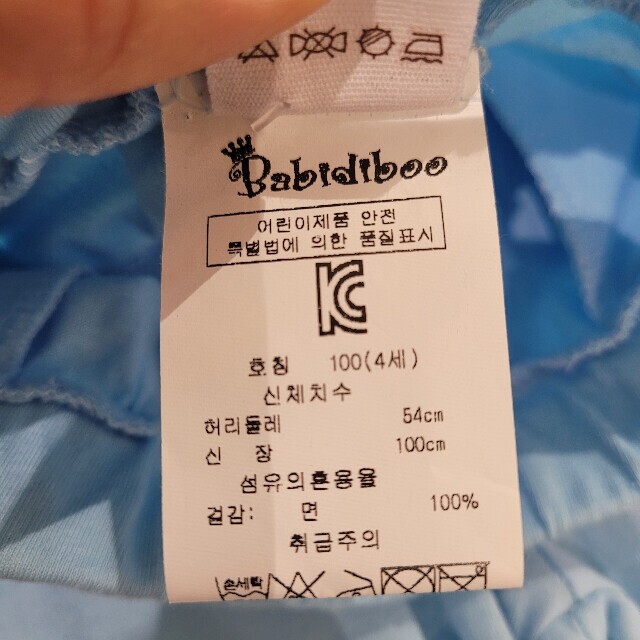 Babidiboo
어린이제품 안전
특별법에 의한 품질표시
호칭 100(4세)
신체치수
허리둘레 54cm
신 장 100cm
섬유의혼용율
겉감: 면 100%
취급주의
손세탁